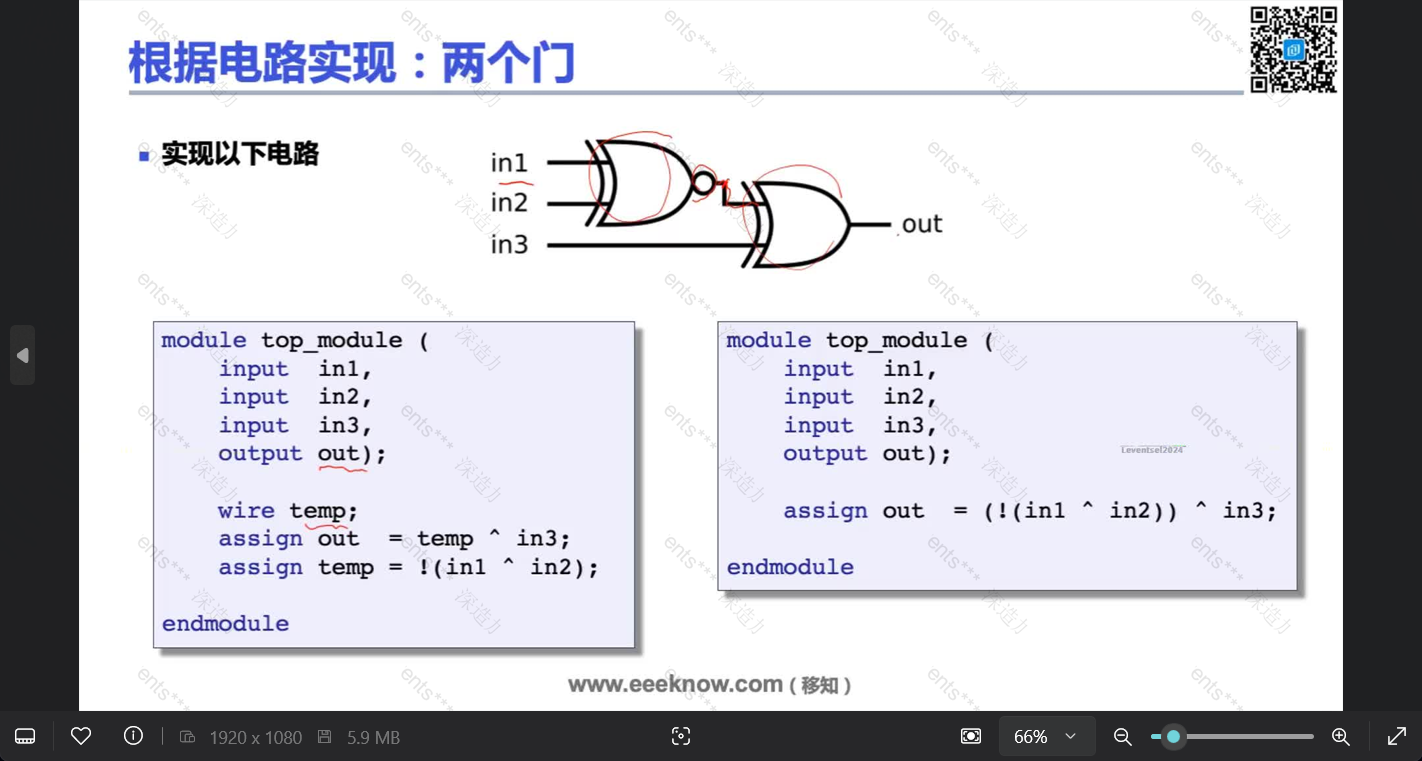 根据电路实现：两个门
实现以下电路
in1
in2
in3
out
module top_module (
input in1,
input in2,
input in3,
output out);
wire temp;
assign out = temp ^ in3;
assign temp = !(in1 ^ in2);
endmodule
module top_module (
input in1,
input in2,
input in3,
output out);
Leventsel2024
assign out = (!(in1 ^ in2)) ^ in3;
endmodule
www.eeeknow.com ( 移知 )
1920 x 1080
5.9 MB
66%